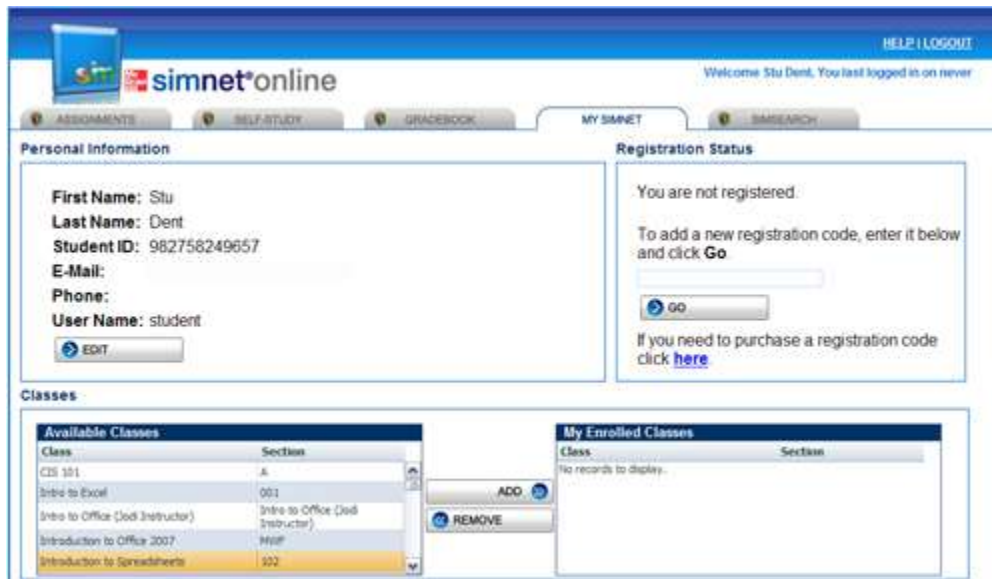 HELP | LOGOUT
sim
simnet®online
Welcome Stu Dent, You last logged in on never
ASSIGNMENTS
SELF-STUDY
GRADEBOOK
MY SIMNET
SIMSEARCH
Personal Information
First Name: Stu
Last Name: Dent
Student ID: 982758249657
E-Mail:
Phone:
User Name: student
EDIT
Registration Status
You are not registered.
To add a new registration code, enter it below
and click Go.
GO
If you need to purchase a registration code
click here.
Classes
Available Classes
Class Section
CIS 101 A
Intro to Excel 001
Intro to Office (Jodi Instructor) Intro to Office (Jodi
Instructor)
Introduction to Office 2007 MWF
Introduction to Spreadsheets 102
ADD
REMOVE
My Enrolled Classes
Class Section
No records to display.